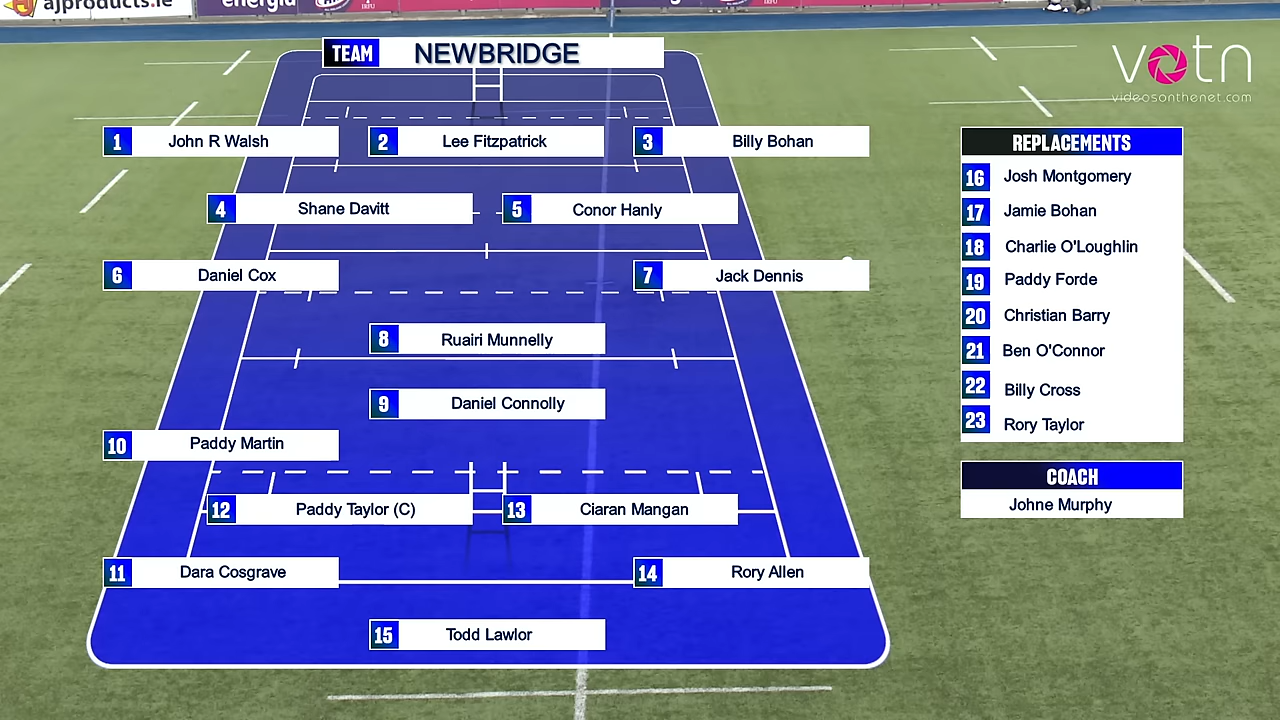 ajproducts.ie
energia
TEAM NEWBRIDGE
votn
videosonthenet.com
1 John R Walsh
2 Lee Fitzpatrick
3 Billy Bohan
4 Shane Davitt
5 Conor Hanly
6 Daniel Cox
7 Jack Dennis
8 Ruairi Munnelly
9 Daniel Connolly
10 Paddy Martin
12 Paddy Taylor (C)
13 Ciaran Mangan
11 Dara Cosgrave
14 Rory Allen
15 Todd Lawlor
REPLACEMENTS
16 Josh Montgomery
17 Jamie Bohan
18 Charlie O'Loughlin
19 Paddy Forde
20 Christian Barry
21 Ben O'Connor
22 Billy Cross
23 Rory Taylor
COACH
Johne Murphy